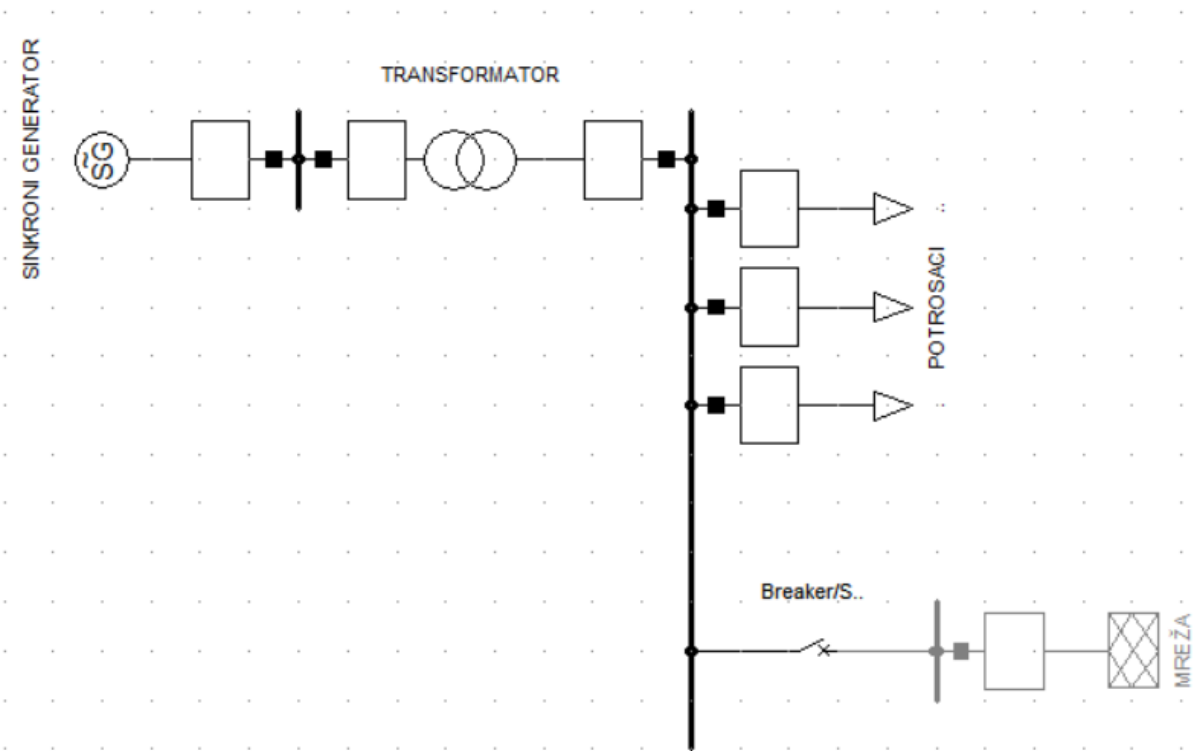 SINKRONI GENERATOR
SG
~
TRANSFORMATOR
..
POTROSACI
..
Breaker/S..
MREŽA